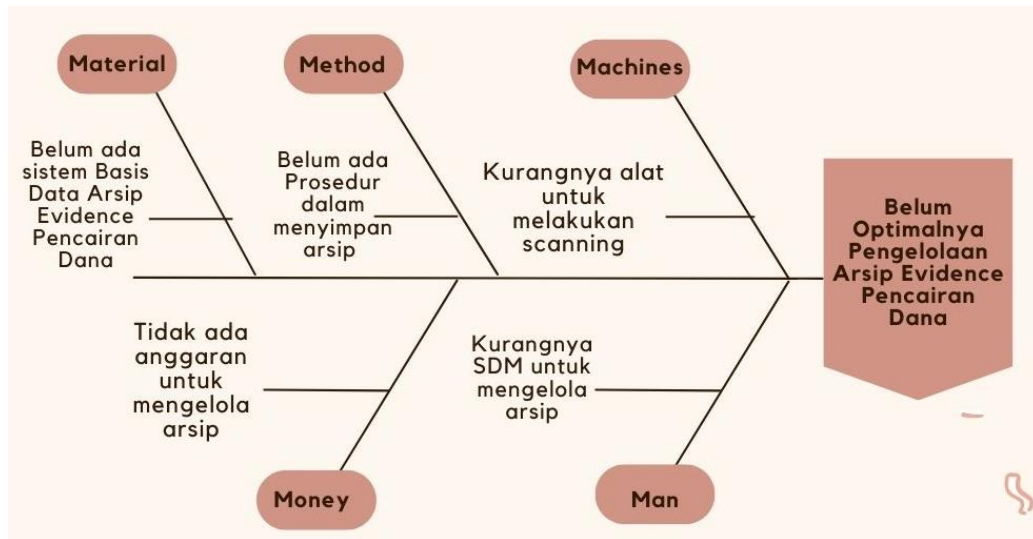 Material
Method
Machines
Belum ada
sistem Basis
Data Arsip
Evidence
Pencairan
Dana
Belum ada
Prosedur
dalam
menyimpan
arsip
Kurangnya alat
untuk
melakukan
scanning
Belum
Optimalnya
Pengelolaan
Arsip Evidence
Pencairan
Dana
Tidak ada
anggaran
untuk
mengelola
arsip
Kurangnya
SDM untuk
mengelola
arsip
Money
Man